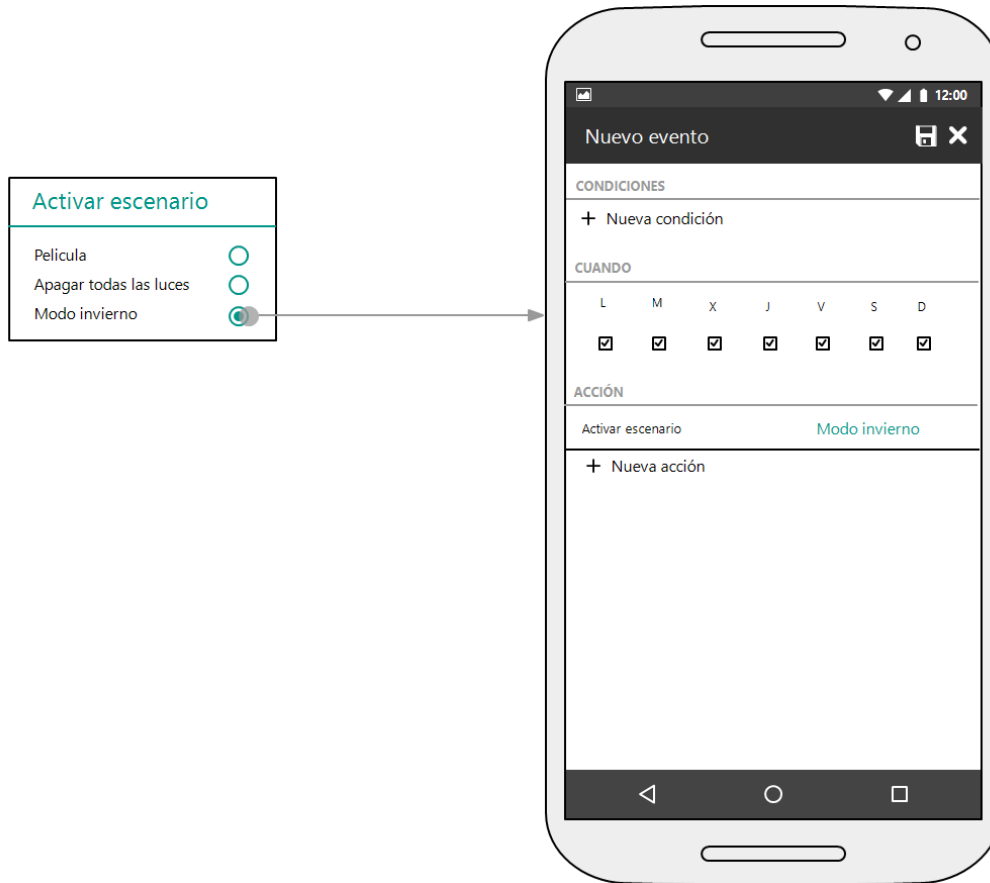 Activar escenario
Pelicula
Apagar todas las luces
Modo invierno
12:00
Nuevo evento
CONDICIONES
+ Nueva condición
CUANDO
L M X J V S D
ACCIÓN
Activar escenario Modo invierno
+ Nueva acción